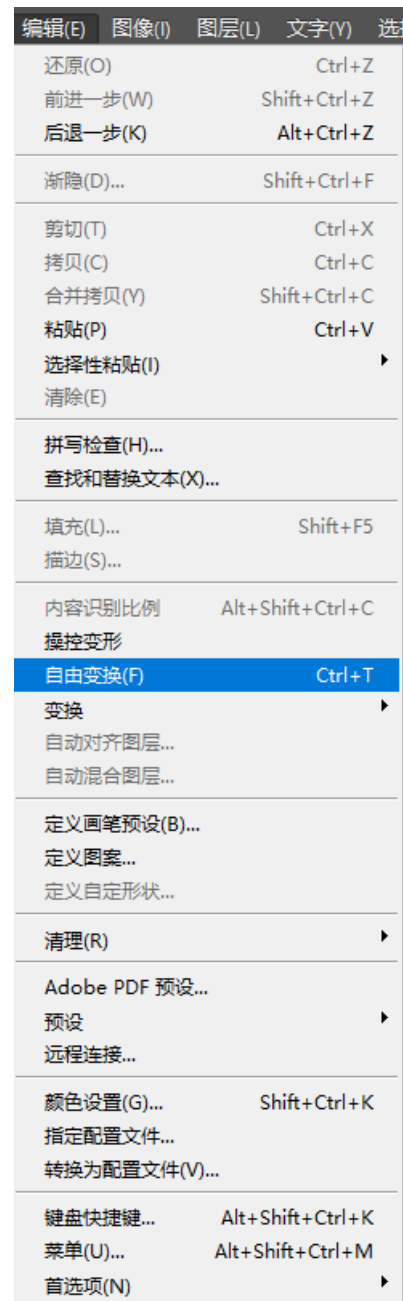 编辑(E) 图像(I) 图层(L) 文字(Y) 选
还原(O) Ctrl+Z
前进一步(W) Shift+Ctrl+Z
后退一步(K) Alt+Ctrl+Z
渐隐(D)... Shift+Ctrl+F
剪切(T) Ctrl+X
拷贝(C) Ctrl+C
合并拷贝(Y) Shift+Ctrl+C
粘贴(P) Ctrl+V
选择性粘贴(I)
清除(E)
拼写检查(H)...
查找和替换文本(X)...
填充(L)... Shift+F5
描边(S)...
内容识别比例 Alt+Shift+Ctrl+C
操控变形
自由变换(F) Ctrl+T
变换
自动对齐图层...
自动混合图层...
定义画笔预设(B)...
定义图案...
定义自定形状...
清理(R)
Adobe PDF 预设...
预设
远程连接...
颜色设置(G)... Shift+Ctrl+K
指定配置文件...
转换为配置文件(V)...
键盘快捷键... Alt+Shift+Ctrl+K
菜单(U)... Alt+Shift+Ctrl+M
首选项(N)